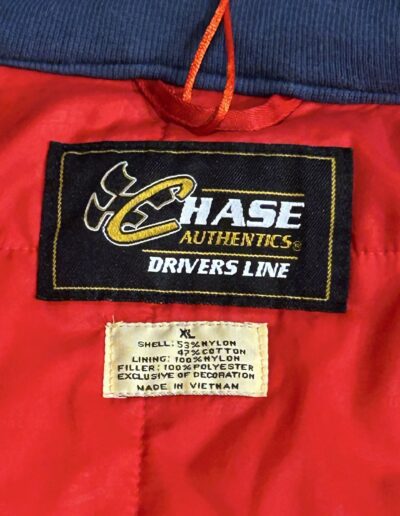 CHASE
AUTHENTICS®
DRIVERS LINE
XL
SHELL: 53% NYLON
47% COTTON
LINING: 100% NYLON
FILLER: 100% POLYESTER
EXCLUSIVE OF DECORATION
MADE IN VIETNAM